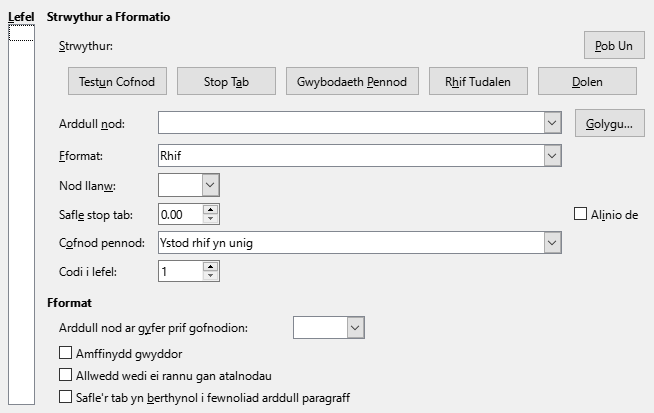 Lefel
Strwythur a Fformatio
Strwythur:
Pob Un
Testun Cofnod
Stop Tab
Gwybodaeth Pennod
Rhif Tudalen
Dolen
Arddull nod:
Golygu...
Fformat:
Rhif
Nod llanw:
Safle stop tab:
0.00
Alinio de
Cofnod pennod:
Ystod rhif yn unig
Codi i lefel:
1
Fformat
Arddull nod ar gyfer prif gofnodion:
Amffinydd gwyddor
Allwedd wedi ei rannu gan atalnodau
Safle'r tab yn berthynol i fewnoliad arddull paragraff